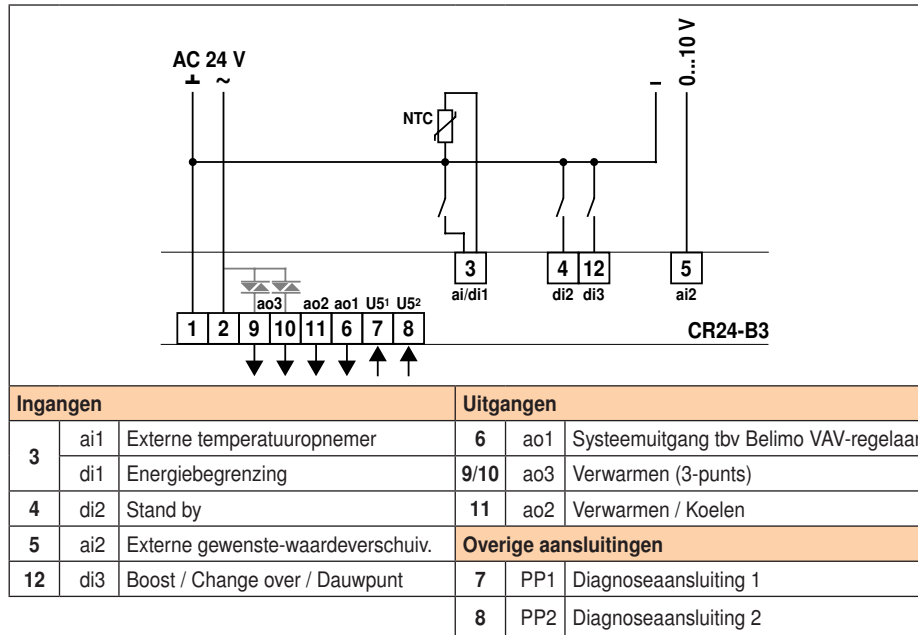 AC 24 V
⊥ ~
NTC
–
0...10 V
3 4 12 5
ai/di1 di2 di3 ai2
ao3 ao2 ao1 U5¹ U5²
1 2 9 10 11 6 7 8
CR24-B3
Ingangen Uitgangen
3 ai1 Externe temperatuuropnemer 6 ao1 Systeemuitgang tbv Belimo VAV-regelaar
di1 Energiebegrenzing 9/10 ao3 Verwarmen (3-punts)
4 di2 Stand by 11 ao2 Verwarmen / Koelen
5 ai2 Externe gewenste-waardeverschuiv. Overige aansluitingen
12 di3 Boost / Change over / Dauwpunt 7 PP1 Diagnoseaansluiting 1
8 PP2 Diagnoseaansluiting 2